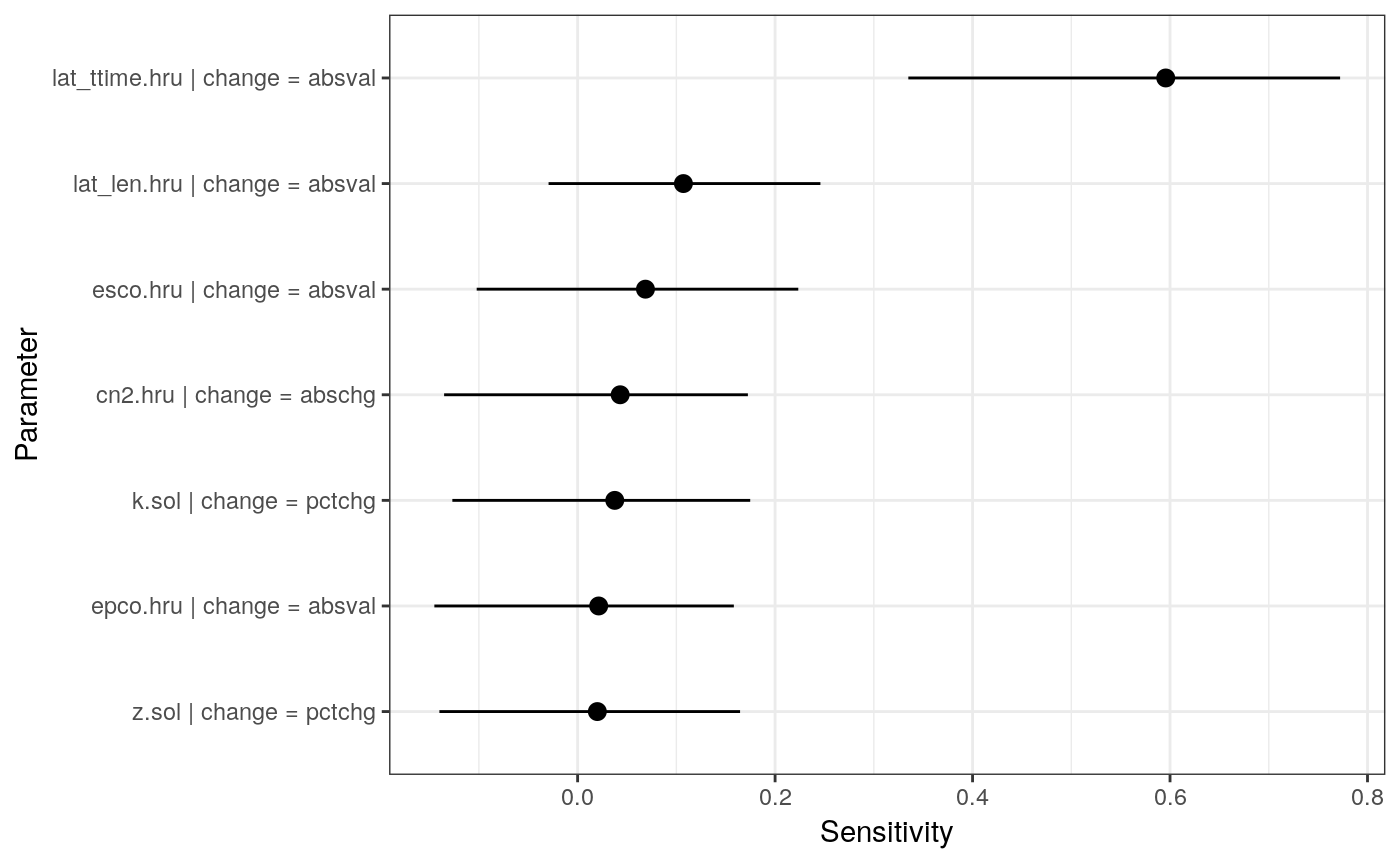 lat_ttime.hru | change = absval
lat_len.hru | change = absval
esco.hru | change = absval
cn2.hru | change = abschg
k.sol | change = pctchg
epco.hru | change = absval
z.sol | change = pctchg
Parameter
0.0 0.2 0.4 0.6 0.8
Sensitivity